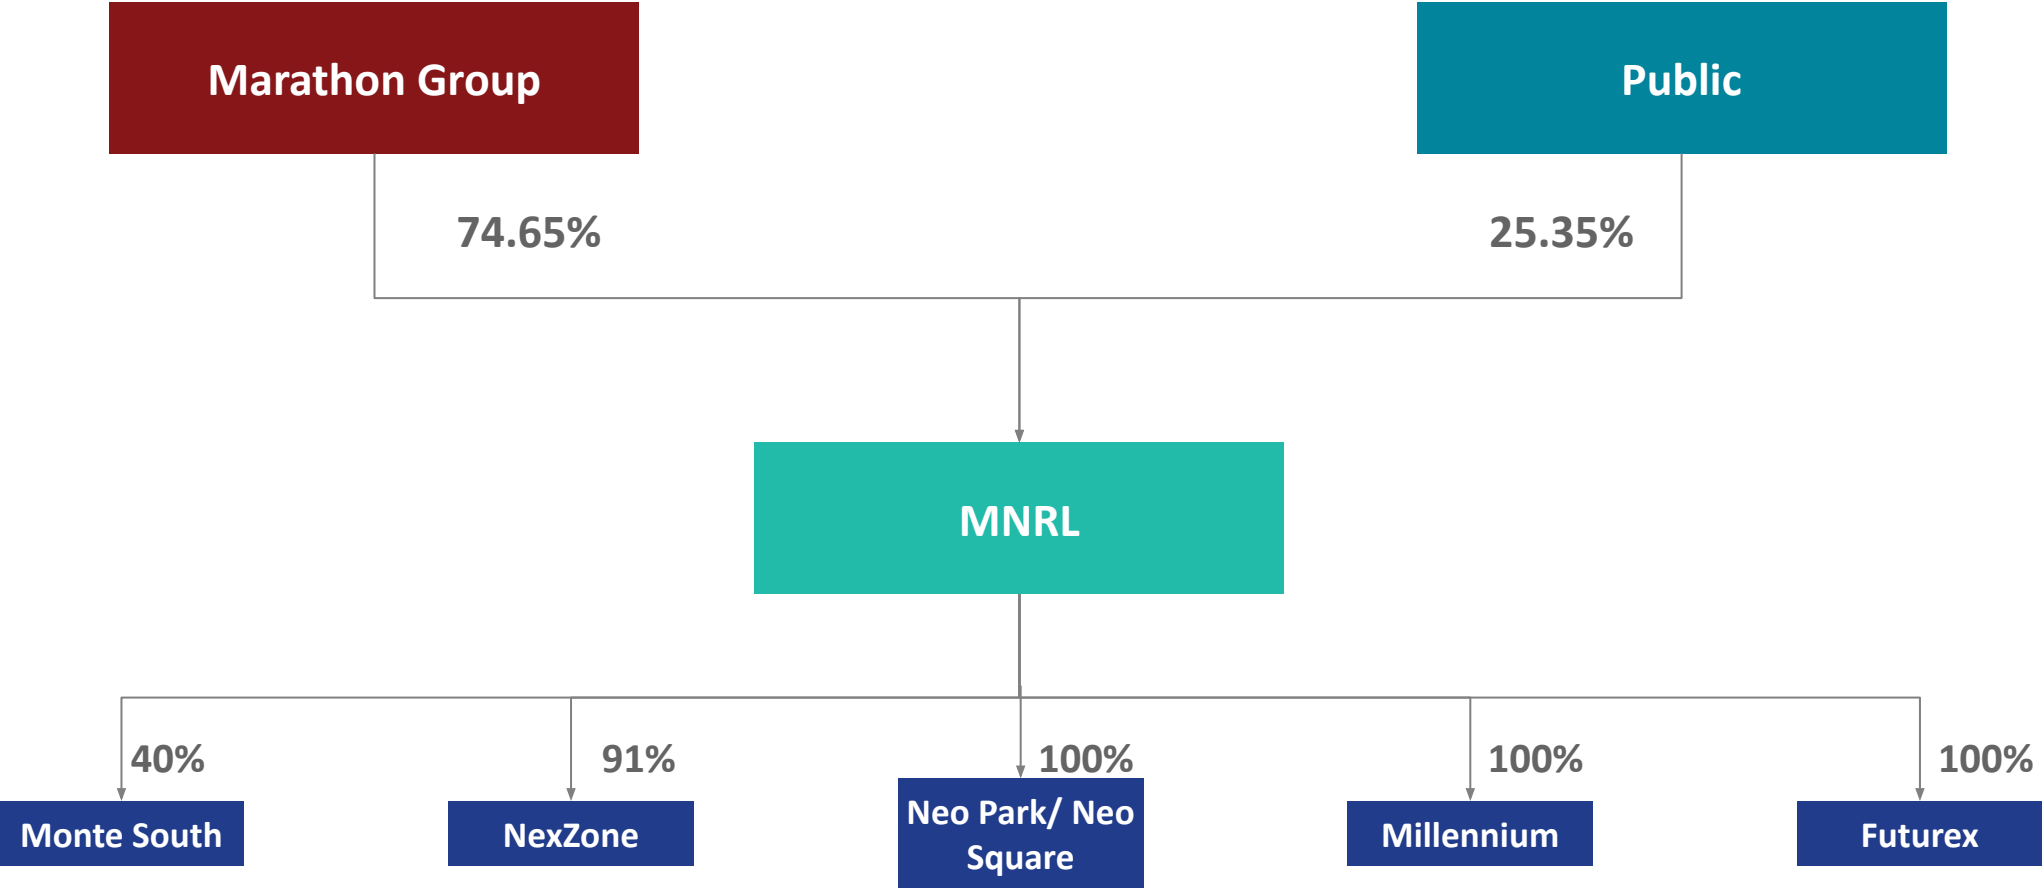 Marathon Group
Public
74.65%
25.35%
MNRL
40%
91%
100%
100%
100%
Monte South
NexZone
Neo Park/ Neo
Square
Millennium
Futurex